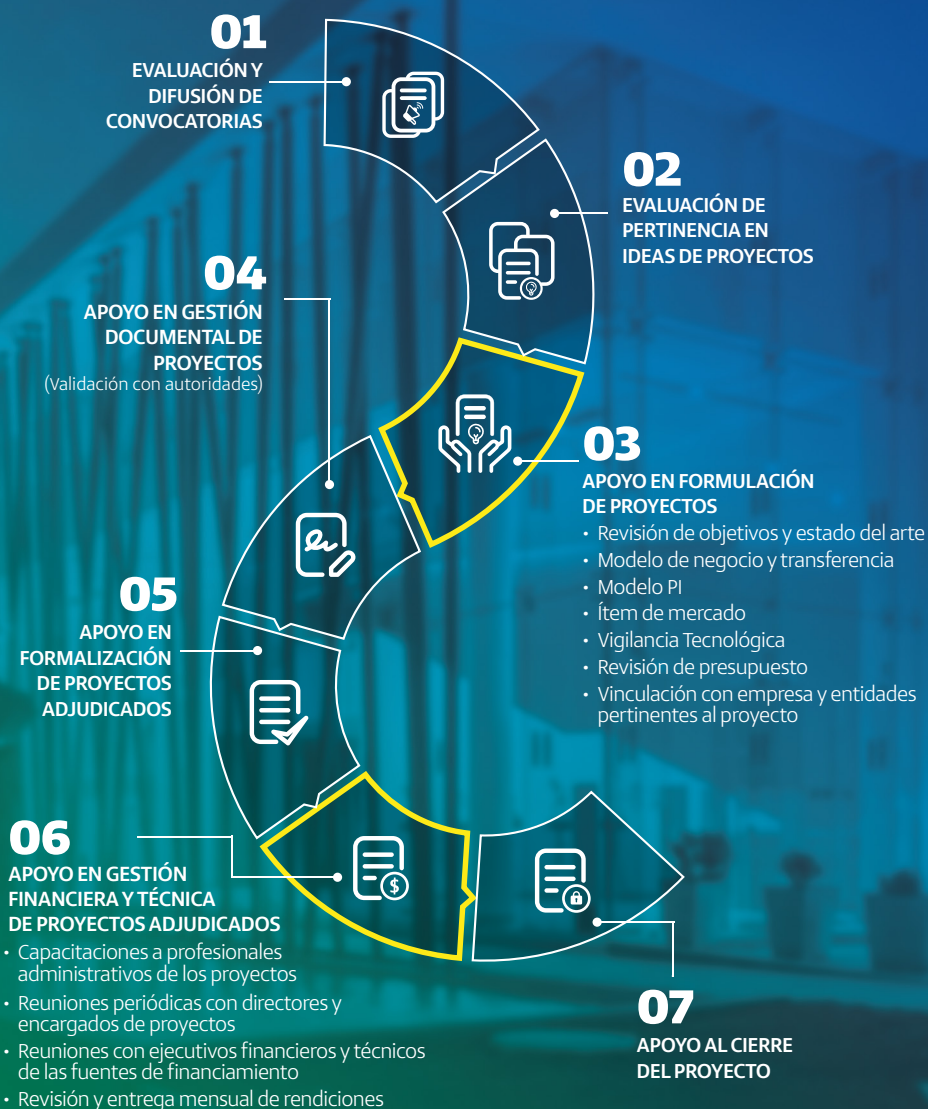 01
EVALUACIÓN Y
DIFUSIÓN DE
CONVOCATORIAS
02
EVALUACIÓN DE
PERTINENCIA EN
IDEAS DE PROYECTOS
03
APOYO EN FORMULACIÓN
DE PROYECTOS
• Revisión de objetivos y estado del arte
• Modelo de negocio y transferencia
• Modelo PI
• Ítem de mercado
• Vigilancia Tecnológica
• Revisión de presupuesto
• Vinculación con empresa y entidades
pertinentes al proyecto
04
APOYO EN GESTIÓN
DOCUMENTAL DE
PROYECTOS
(Validación con autoridades)
05
APOYO EN
FORMALIZACIÓN
DE PROYECTOS
ADJUDICADOS
06
APOYO EN GESTIÓN
FINANCIERA Y TÉCNICA
DE PROYECTOS ADJUDICADOS
• Capacitaciones a profesionales
administrativos de los proyectos
• Reuniones periódicas con directores y
encargados de proyectos
• Reuniones con ejecutivos financieros y técnicos
de las fuentes de financiamiento
• Revisión y entrega mensual de rendiciones
$
07
APOYO AL CIERRE
DEL PROYECTO